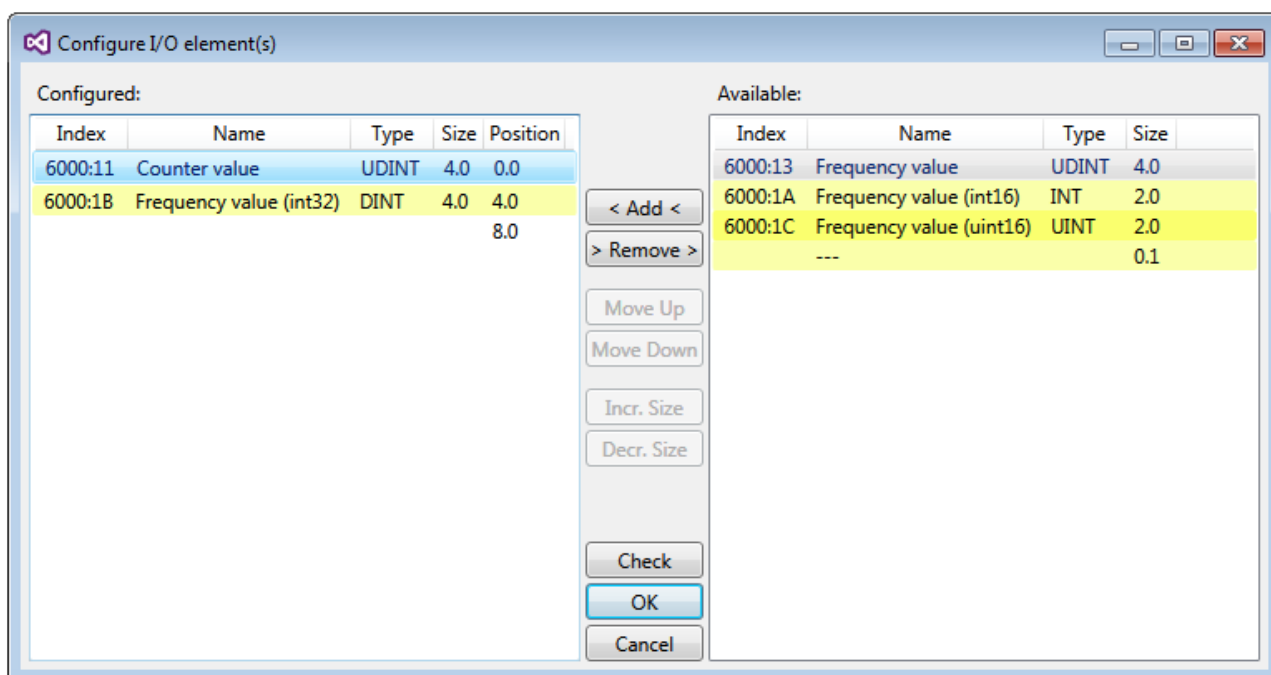 Configure I/O element(s)
Configured:
Index Name Type Size Position
6000:11 Counter value UDINT 4.0 0.0
6000:1B Frequency value (int32) DINT 4.0 4.0
8.0
< Add <
> Remove >
Move Up
Move Down
Incr. Size
Decr. Size
Check
OK
Cancel
Available:
Index Name Type Size
6000:13 Frequency value UDINT 4.0
6000:1A Frequency value (int16) INT 2.0
6000:1C Frequency value (uint16) UINT 2.0
--- 0.1